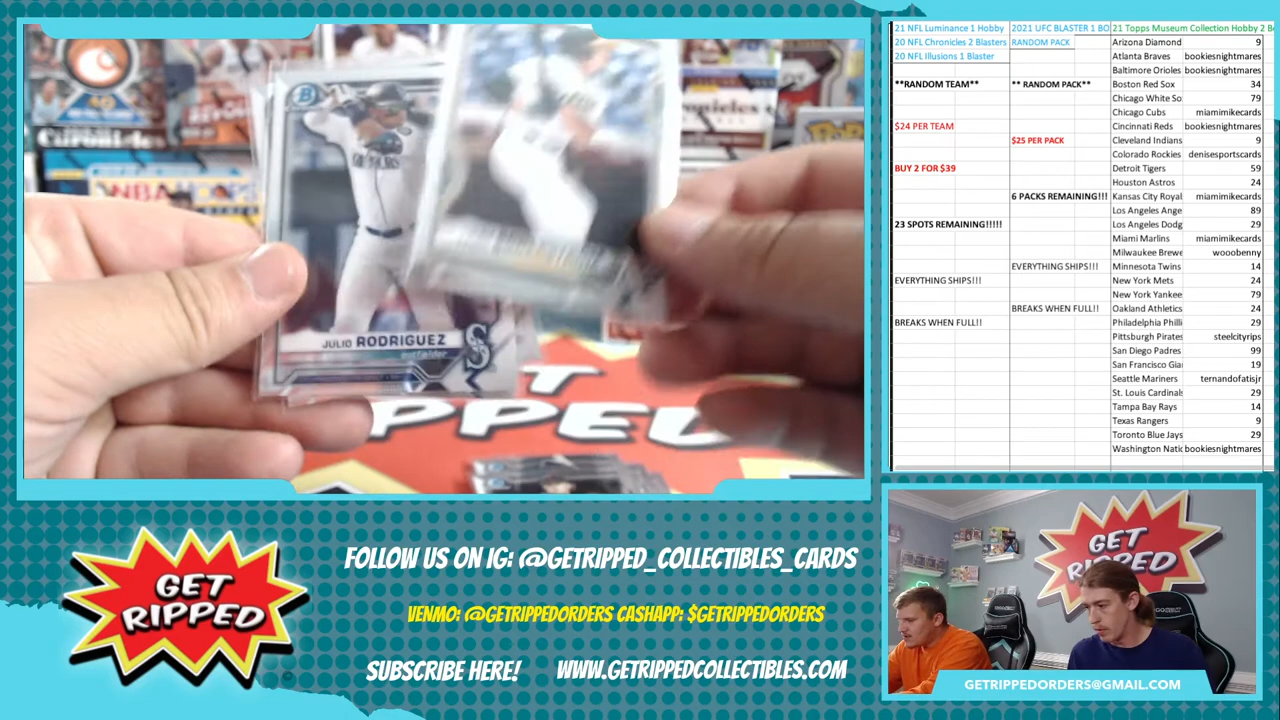 JULIO RODRIGUEZ
outfielder
Chronicles
GET
RIPPED
FOLLOW US ON IG: @GETRIPPED_COLLECTIBLES_CARDS
VENMO: @GETRIPPEDORDERS CASHAPP: $GETRIPPEDORDERS
SUBSCRIBE HERE! WWW.GETRIPPEDCOLLECTIBLES.COM
21 NFL Luminance 1 Hobby
20 NFL Chronicles 2 Blasters
20 NFL Illusions 1 Blaster
**RANDOM TEAM**
$24 PER TEAM
BUY 2 FOR $39
23 SPOTS REMAINING!!!!!
EVERYTHING SHIPS!!!
BREAKS WHEN FULL!!
2021 UFC BLASTER 1 BO
RANDOM PACK
** RANDOM PACK**
$25 PER PACK
6 PACKS REMAINING!!!
EVERYTHING SHIPS!!!
BREAKS WHEN FULL!!
21 Topps Museum Collection Hobby 2 B
Arizona Diamond 9
Atlanta Braves bookiesnightmares
Baltimore Orioles bookiesnightmares
Boston Red Sox 34
Chicago White So 79
Chicago Cubs miamimikecards
Cincinnati Reds bookiesnightmares
Cleveland Indians 9
Colorado Rockies denisesportscards
Detroit Tigers 59
Houston Astros 24
Kansas City Royal miamimikecards
Los Angeles Ange 89
Los Angeles Dodg 29
Miami Marlins miamimikecards
Milwaukee Brewe wooobenny
Minnesota Twins 14
New York Mets 24
New York Yankee 79
Oakland Athletics 24
Philadelphia Philli 29
Pittsburgh Pirates steelcityrips
San Diego Padres 99
San Francisco Gia 19
Seattle Mariners ternandofatisjr
St. Louis Cardinals 29
Tampa Bay Rays 14
Texas Rangers 9
Toronto Blue Jays 29
Washington Natio bookiesnightmares
GET
RIPPED
GETRIPPEDORDERS@GMAIL.COM